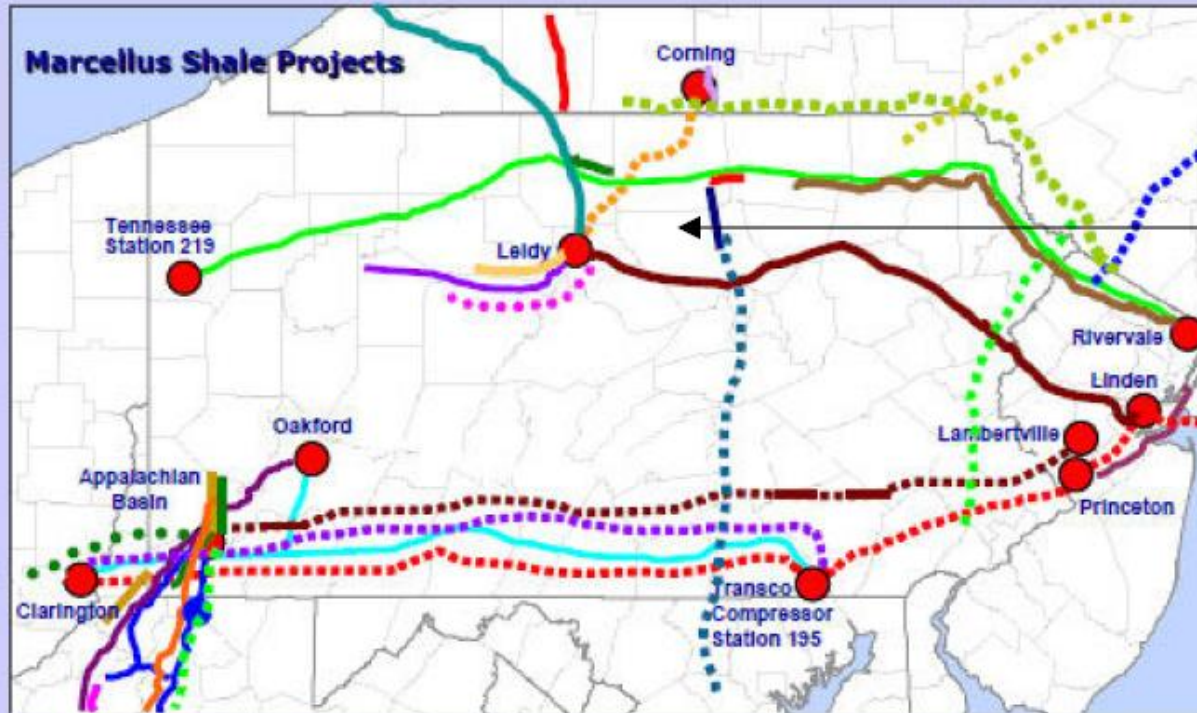 Marcellus Shale Projects
Corning
Tennessee
Station 219
Leidy
Rivervale
Linden
Oakford
Lambertville
Appalachian
Basin
Princeton
Clarington
Transco
Compressor
Station 195